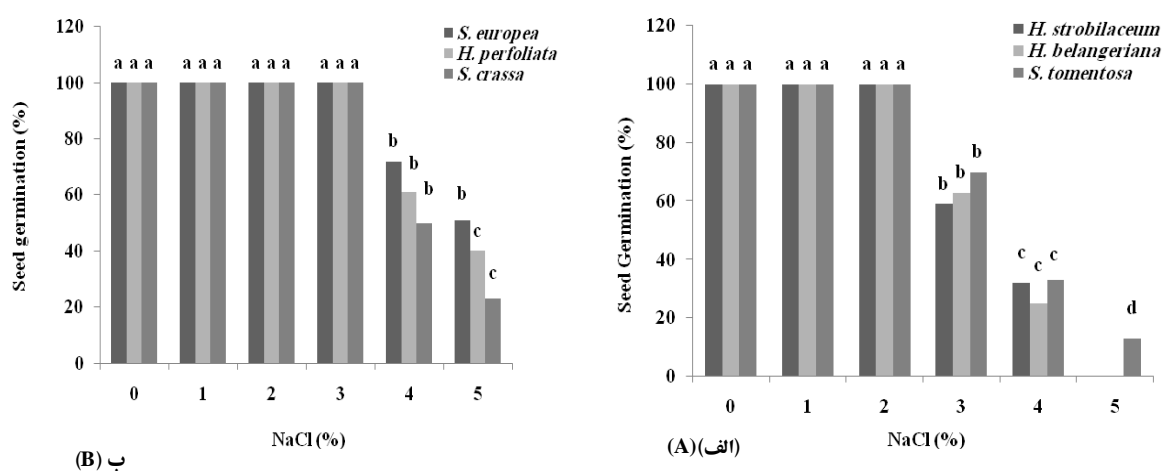 120
100
80
60
40
20
0
Seed germination (%)
S. europea
H. perfoliata
S. crassa
a a a a a a a a a a a a
b b b
b c c
0 1 2 3 4 5
NaCl (%)
ب (B)
120
100
80
60
40
20
0
Seed Germination (%)
H. strobilaceum
H. belangeriana
S. tomentosa
a a a a a a a a a
b b b
c c c
d
0 1 2 3 4 5
NaCl (%)
(الف) (A)